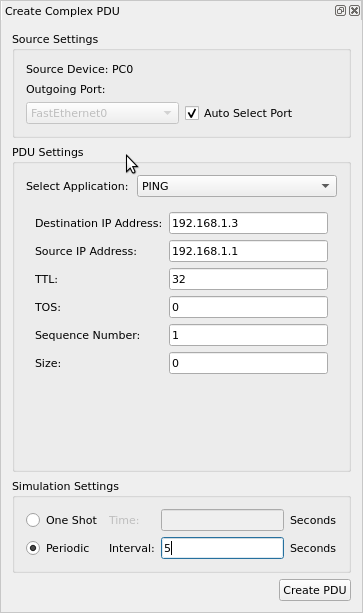 Create Complex PDU
Source Settings
Source Device: PC0
Outgoing Port:
FastEthernet0
Auto Select Port
PDU Settings
Select Application: PING
Destination IP Address: 192.168.1.3
Source IP Address: 192.168.1.1
TTL: 32
TOS: 0
Sequence Number: 1
Size: 0
Simulation Settings
One Shot Time: Seconds
Periodic Interval: 5 Seconds
Create PDU